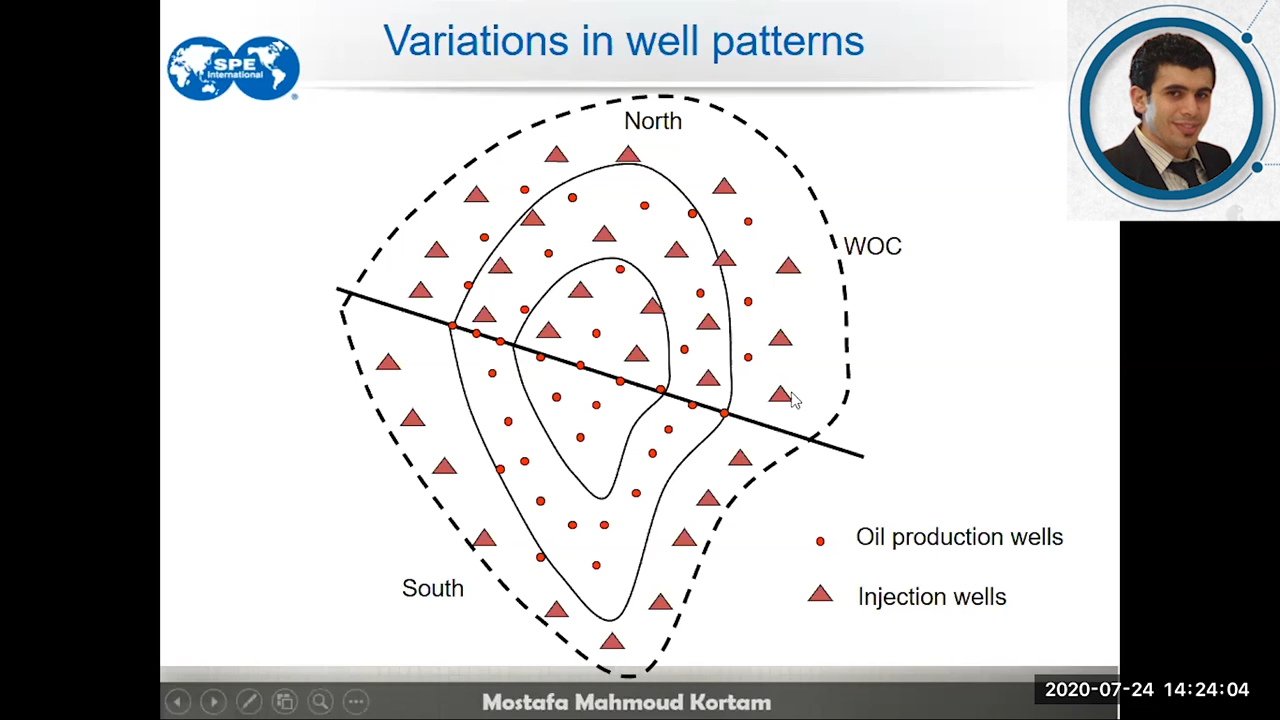 Variations in well patterns
SPE
International
North
WOC
Oil production wells
Injection wells
South
Mostafa Mahmoud Kortam
2020-07-24 14:24:04